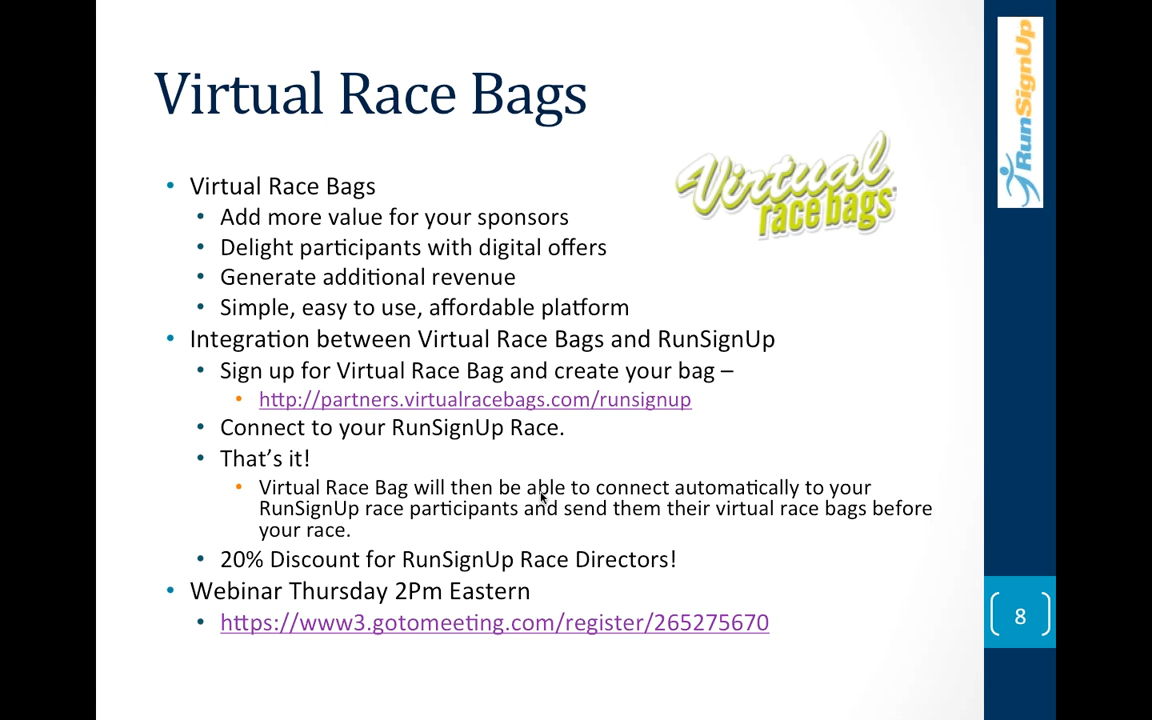 Virtual Race Bags
RunSignUp
Virtual
race bags
• Virtual Race Bags
• Add more value for your sponsors
• Delight participants with digital offers
• Generate additional revenue
• Simple, easy to use, affordable platform
• Integration between Virtual Race Bags and RunSignUp
• Sign up for Virtual Race Bag and create your bag –
• http://partners.virtualracebags.com/runsignup
• Connect to your RunSignUp Race.
• That’s it!
• Virtual Race Bag will then be able to connect automatically to your
RunSignUp race participants and send them their virtual race bags before
your race.
• 20% Discount for RunSignUp Race Directors!
• Webinar Thursday 2Pm Eastern
• https://www3.gotomeeting.com/register/265275670
8